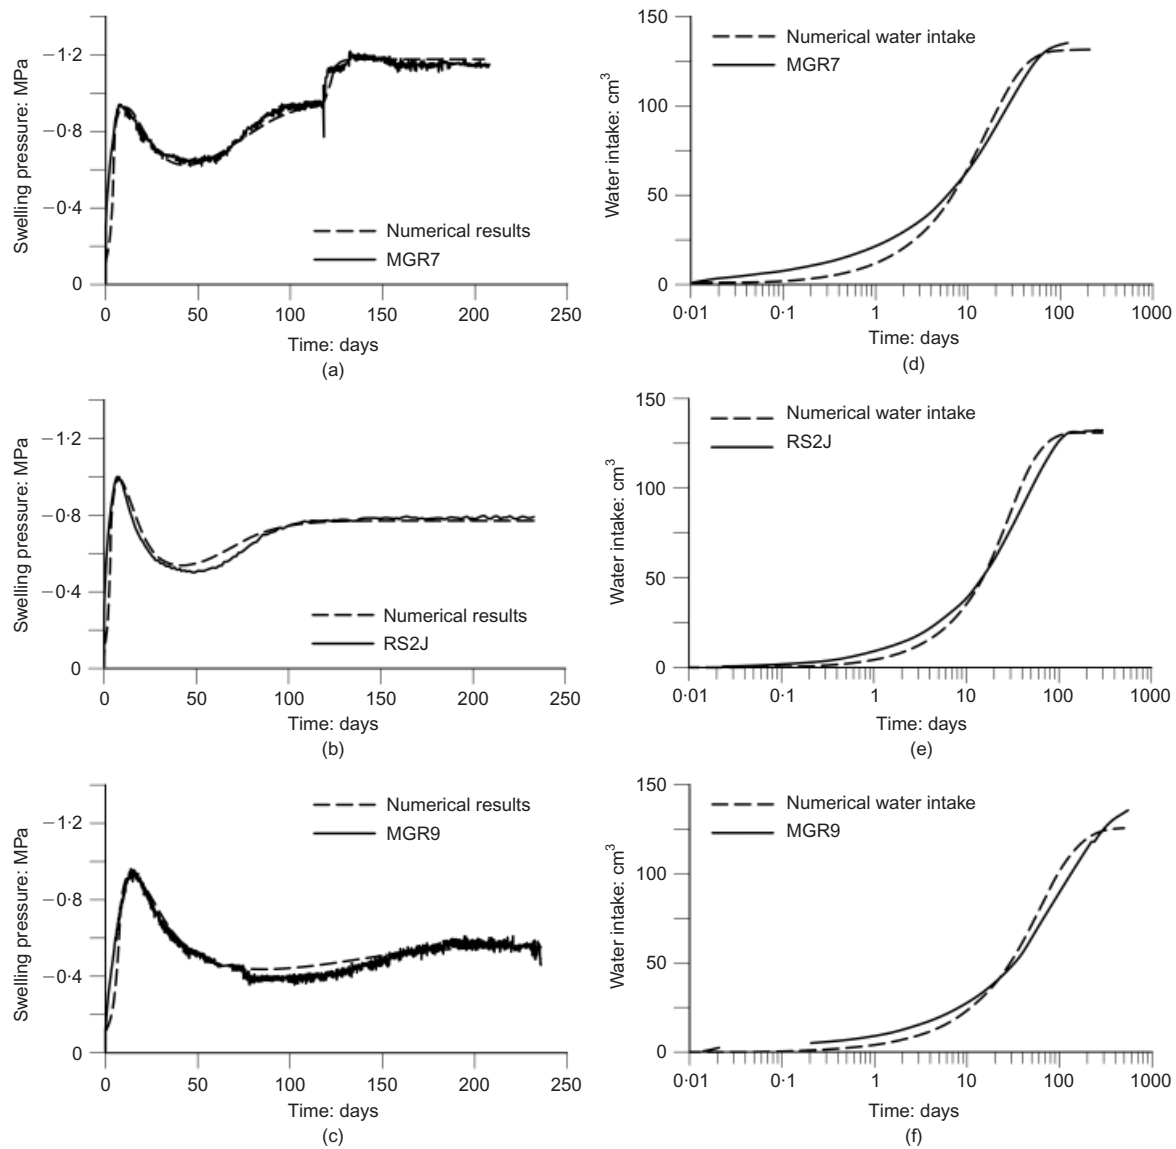 Swelling pressure: MPa
−1·2
−0·8
−0·4
0
Numerical results
MGR7
0
50
100
150
200
250
Time: days
(a)
Water intake: cm³
150
100
50
0
Numerical water intake
MGR7
0·01
0·1
1
10
100
1000
Time: days
(d)
Swelling pressure: MPa
−1·2
−0·8
−0·4
0
Numerical results
RS2J
0
50
100
150
200
250
Time: days
(b)
Water intake: cm³
150
100
50
0
Numerical water intake
RS2J
0·01
0·1
1
10
100
1000
Time: days
(e)
Swelling pressure: MPa
−1·2
−0·8
−0·4
0
Numerical results
MGR9
0
50
100
150
200
250
Time: days
(c)
Water intake: cm³
150
100
50
0
Numerical water intake
MGR9
0·01
0·1
1
10
100
1000
Time: days
(f)